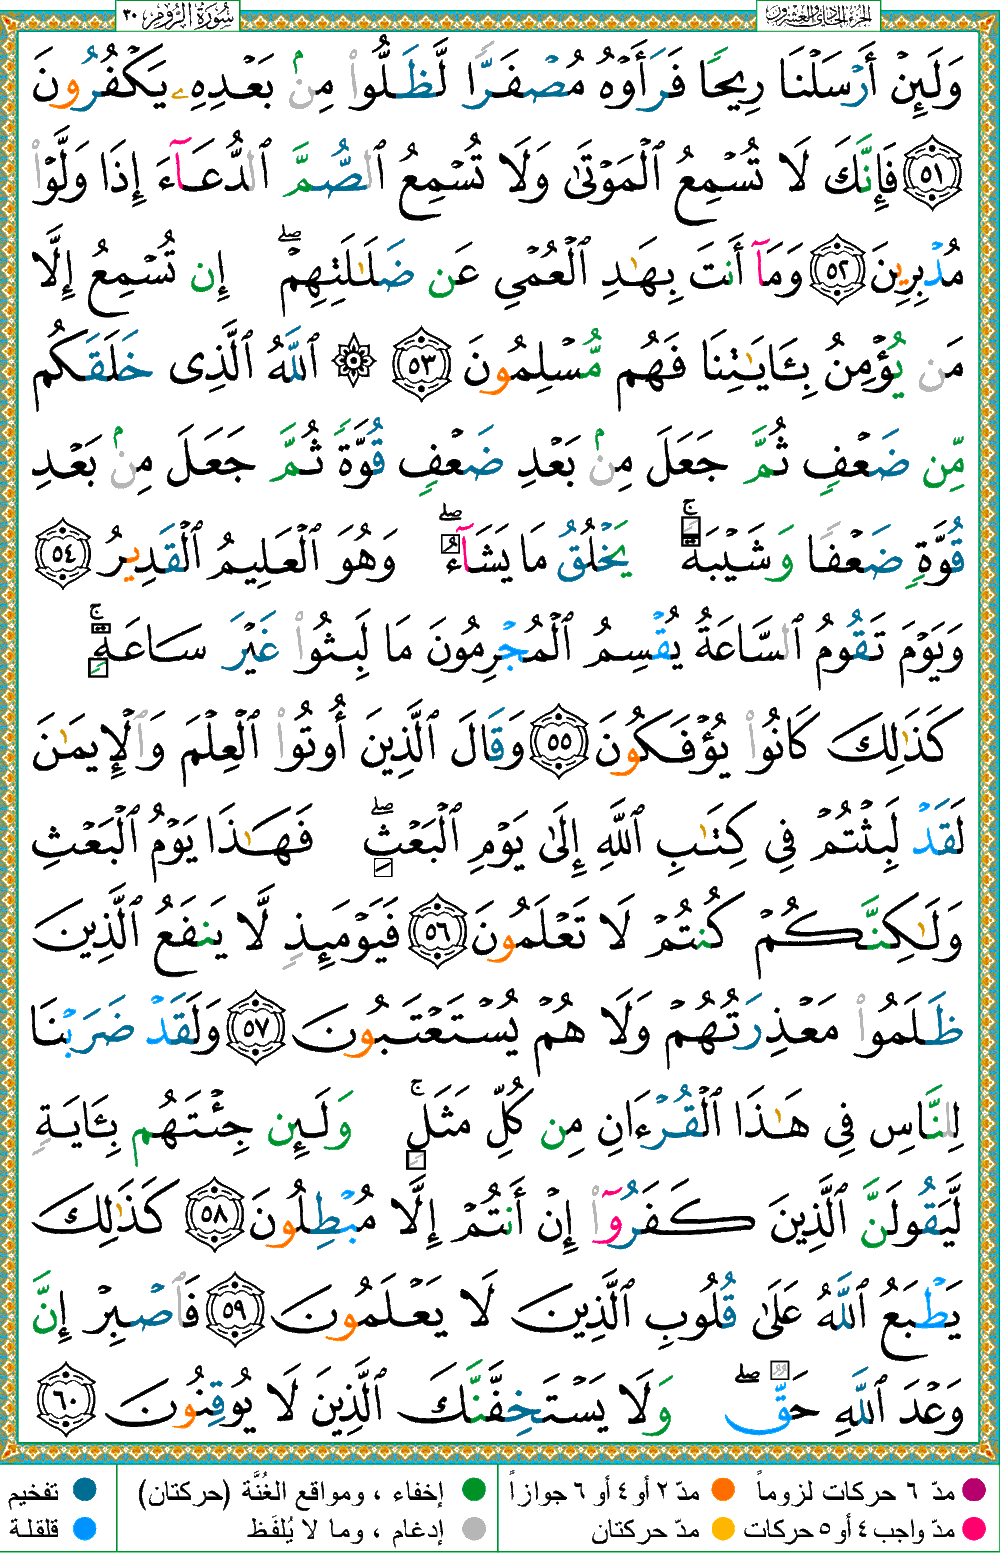 سُورَةُ الرُّومِ ٣٠
الجزء الحادي والعشرون
وَلَئِنْ أَرْسَلْنَا رِيحًا فَرَأَوْهُ مُصْفَرًّا لَّظَلُّوا۟ مِنۢ بَعْدِهِۦ يَكْفُرُونَ
٥١ فَإِنَّكَ لَا تُسْمِعُ ٱلْمَوْتَىٰ وَلَا تُسْمِعُ ٱلصُّمَّ ٱلدُّعَآءَ إِذَا وَلَّوْا۟
مُدْبِرِينَ ٥٢ وَمَآ أَنتَ بِهَـٰدِ ٱلْعُمْىِ عَن ضَلَـٰلَتِهِمْ ۖ إِن تُسْمِعُ إِلَّا
مَن يُؤْمِنُ بِـَٔايَـٰتِنَا فَهُم مُّسْلِمُونَ ٥٣ ۞ ٱللَّهُ ٱلَّذِى خَلَقَكُم
مِّن ضَعْفٍ ثُمَّ جَعَلَ مِنۢ بَعْدِ ضَعْفٍ قُوَّةً ثُمَّ جَعَلَ مِنۢ بَعْدِ
قُوَّةٍ ضَعْفًا وَشَيْبَةً ۚ يَخْلُقُ مَا يَشَآءُ ۖ وَهُوَ ٱلْعَلِيمُ ٱلْقَدِيرُ ٥٤
وَيَوْمَ تَقُومُ ٱلسَّاعَةُ يُقْسِمُ ٱلْمُجْرِمُونَ مَا لَبِثُوا۟ غَيْرَ سَاعَةٍ ۚ
كَذَٰلِكَ كَانُوا۟ يُؤْفَكُونَ ٥٥ وَقَالَ ٱلَّذِينَ أُوتُوا۟ ٱلْعِلْمَ وَٱلْإِيمَـٰنَ
لَقَدْ لَبِثْتُمْ فِى كِتَـٰبِ ٱللَّهِ إِلَىٰ يَوْمِ ٱلْبَعْثِ ۖ فَهَـٰذَا يَوْمُ ٱلْبَعْثِ
وَلَـٰكِنَّكُمْ كُنتُمْ لَا تَعْلَمُونَ ٥٦ فَيَوْمَئِذٍ لَّا يَنفَعُ ٱلَّذِينَ
ظَلَمُوا۟ مَعْذِرَتُهُمْ وَلَا هُمْ يُسْتَعْتَبُونَ ٥٧ وَلَقَدْ ضَرَبْنَا
لِلنَّاسِ فِى هَـٰذَا ٱلْقُرْءَانِ مِن كُلِّ مَثَلٍ ۚ وَلَئِن جِئْتَهُم بِـَٔايَةٍ
لَّيَقُولَنَّ ٱلَّذِينَ كَفَرُوٓا۟ إِنْ أَنتُمْ إِلَّا مُبْطِلُونَ ٥٨ كَذَٰلِكَ
يَطْبَعُ ٱللَّهُ عَلَىٰ قُلُوبِ ٱلَّذِينَ لَا يَعْلَمُونَ ٥٩ فَٱصْبِرْ إِنَّ
وَعْدَ ٱللَّهِ حَقٌّ ۖ وَلَا يَسْتَخِفَّنَّكَ ٱلَّذِينَ لَا يُوقِنُونَ ٦٠
مدّ ٦ حركات لزوماً مدّ ٢ أو ٤ أو ٦ جوازاً إخفاء ، ومواقع الغُنَّة (حركتان) تفخيم
مدّ واجب ٤ أو ٥ حركات مدّ حركتان إدغام ، وما لا يُلفَظ قلقلة